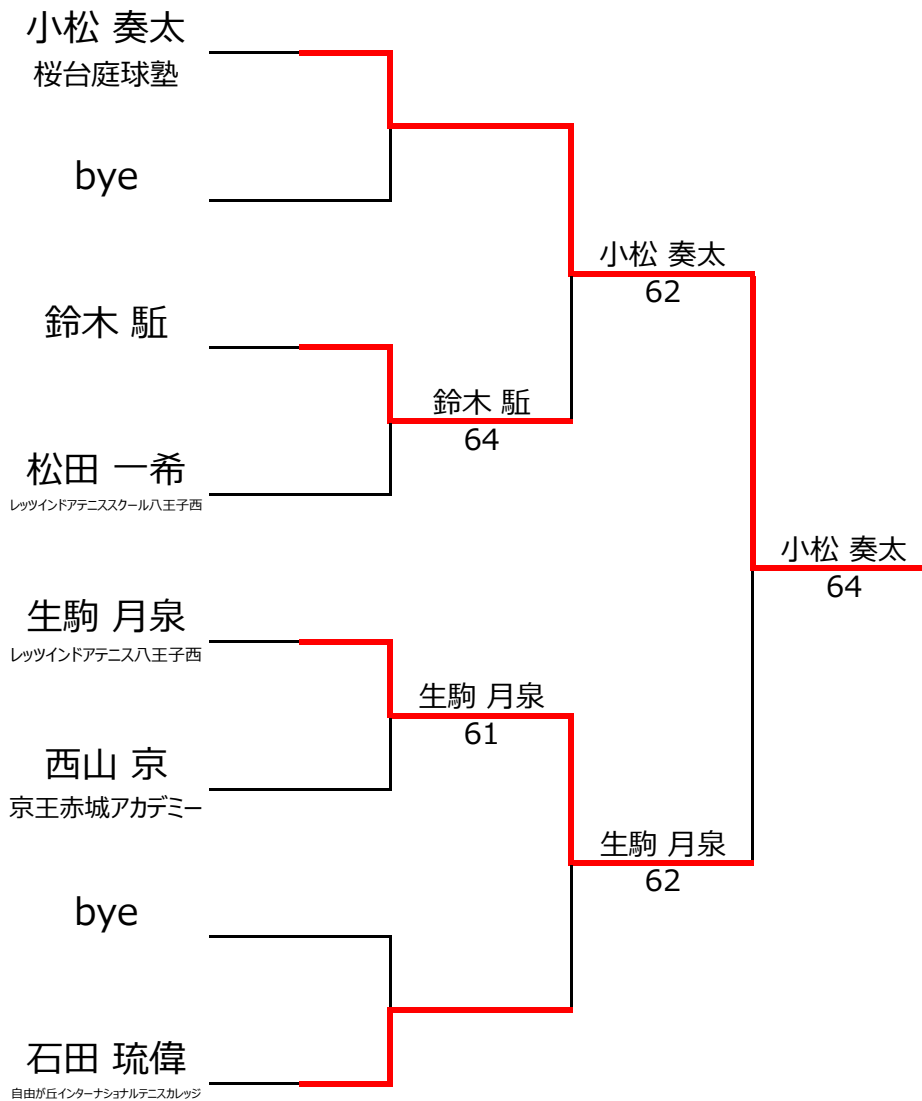 小松 奏太
桜台庭球塾
bye
鈴木 駈
松田 一希
レッツインドアテニススクール八王子西
生駒 月泉
レッツインドアテニス八王子西
西山 京
京王赤城アカデミー
bye
石田 琉偉
自由が丘インターナショナルテニスカレッジ
鈴木 駈
64
生駒 月泉
61
小松 奏太
62
生駒 月泉
62
小松 奏太
64